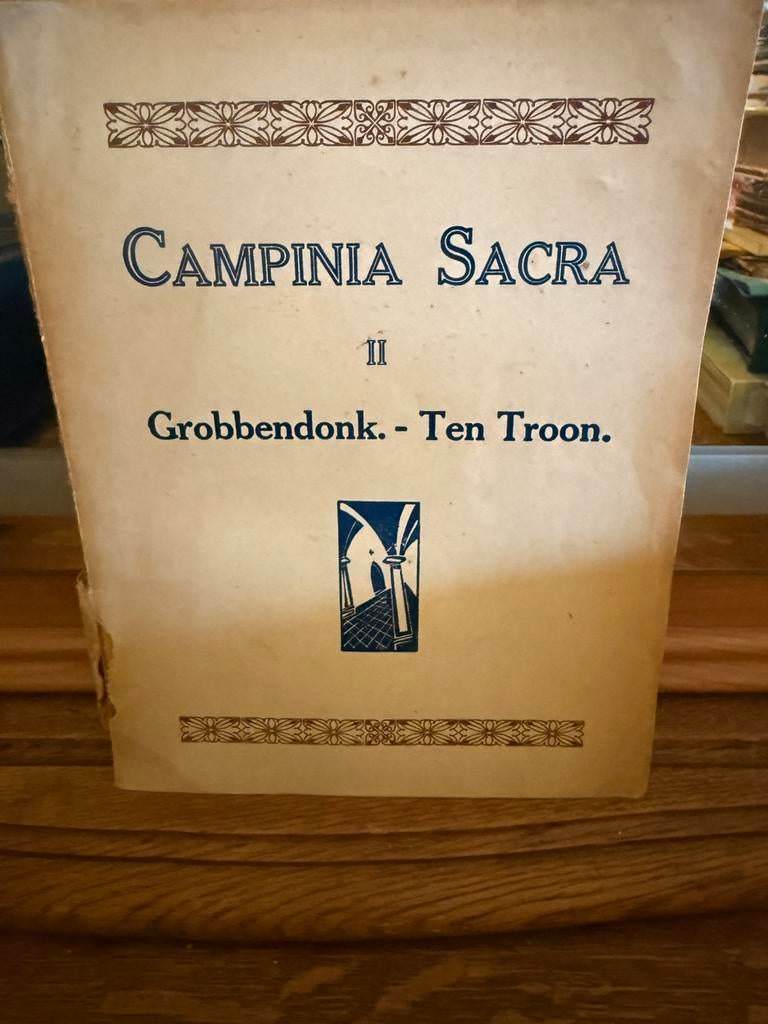 CAMPINIA SACRA
II
Grobbendonk. - Ten Troon.